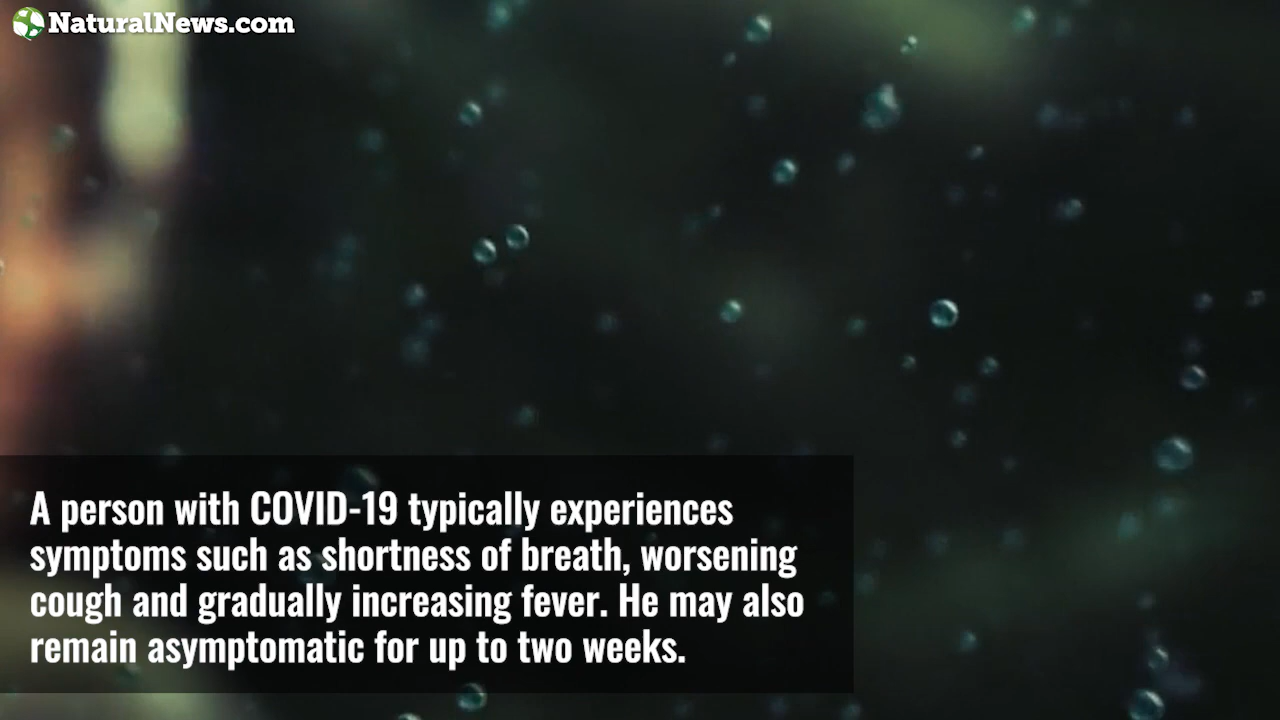 NaturalNews.com
A person with COVID-19 typically experiences
symptoms such as shortness of breath, worsening
cough and gradually increasing fever. He may also
remain asymptomatic for up to two weeks.